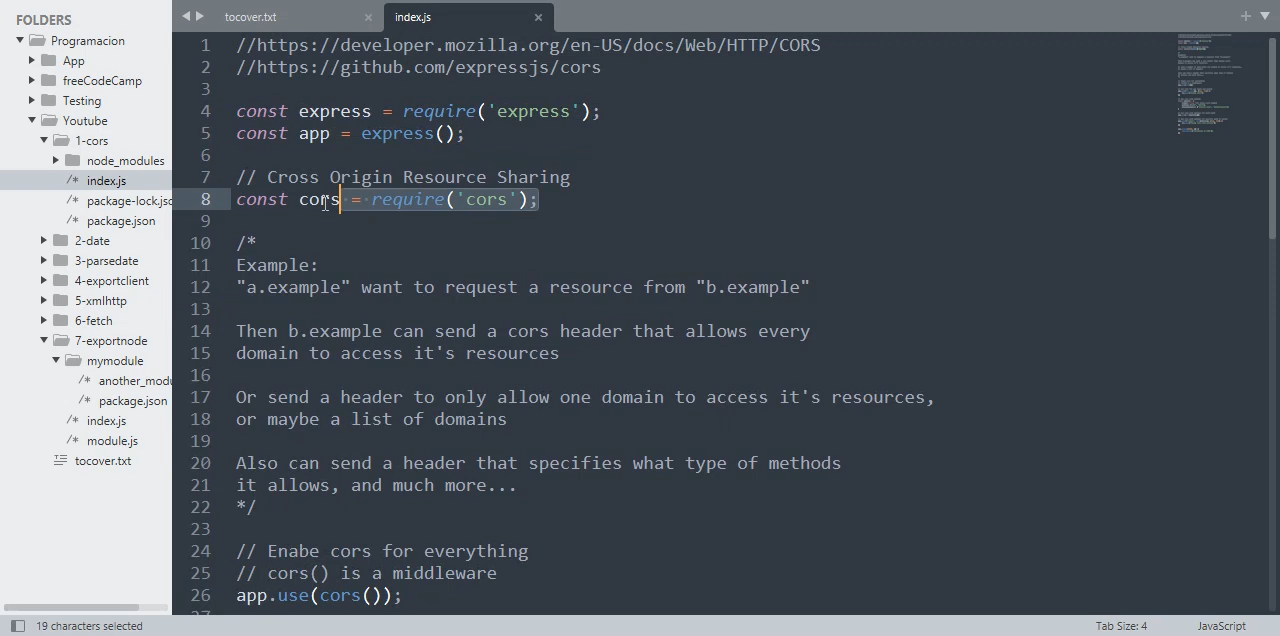 FOLDERS
Programacion
App
freeCodeCamp
Testing
Youtube
1-cors
node_modules
/* index.js
/* package-lock.jsc
/* package.json
2-date
3-parsedate
4-exportclient
5-xmlhttp
6-fetch
7-exportnode
mymodule
/* another_modu
/* package.json
/* index.js
/* module.js
tocover.txt
tocover.txt ×
index.js ×
1 //https://developer.mozilla.org/en-US/docs/Web/HTTP/CORS
2 //https://github.com/expressjs/cors
3
4 const express = require('express');
5 const app = express();
6
7 // Cross Origin Resource Sharing
8 const cors = require('cors');
9
10 /*
11 Example:
12 "a.example" want to request a resource from "b.example"
13
14 Then b.example can send a cors header that allows every
15 domain to access it's resources
16
17 Or send a header to only allow one domain to access it's resources,
18 or maybe a list of domains
19
20 Also can send a header that specifies what type of methods
21 it allows, and much more...
22 */
23
24 // Enabe cors for everything
25 // cors() is a middleware
26 app.use(cors());
19 characters selected
Tab Size: 4
JavaScript